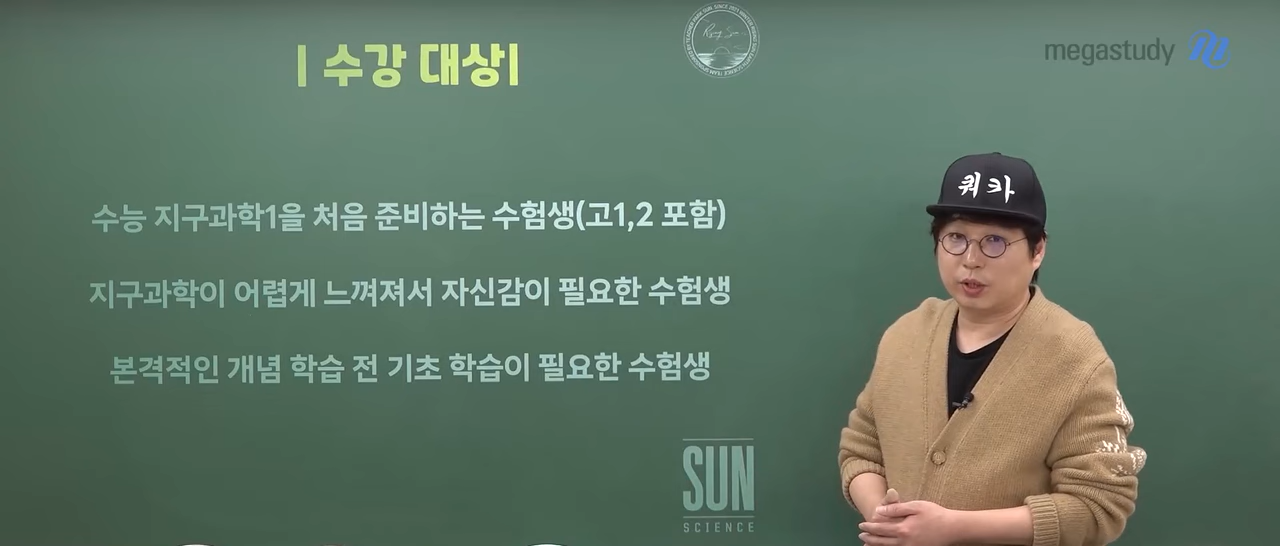 | 수강 대상|
megastudy
수능 지구과학1을 처음 준비하는 수험생(고1,2 포함)
지구과학이 어렵게 느껴져서 자신감이 필요한 수험생
본격적인 개념 학습 전 기초 학습이 필요한 수험생
쿼카
SUN
SCIENCE